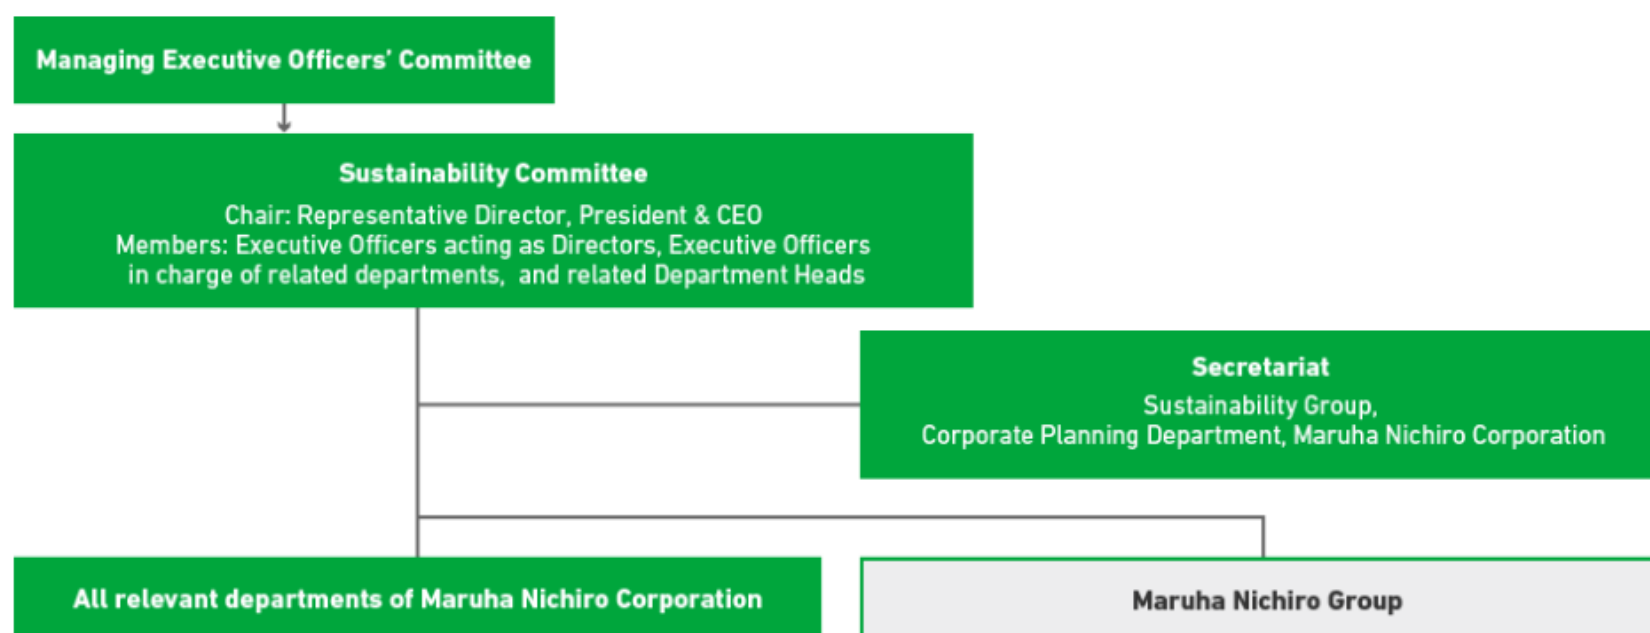 Managing Executive Officers’ Committee
Sustainability Committee
Chair: Representative Director, President & CEO
Members: Executive Officers acting as Directors, Executive Officers
in charge of related departments, and related Department Heads
Secretariat
Sustainability Group,
Corporate Planning Department, Maruha Nichiro Corporation
All relevant departments of Maruha Nichiro Corporation
Maruha Nichiro Group